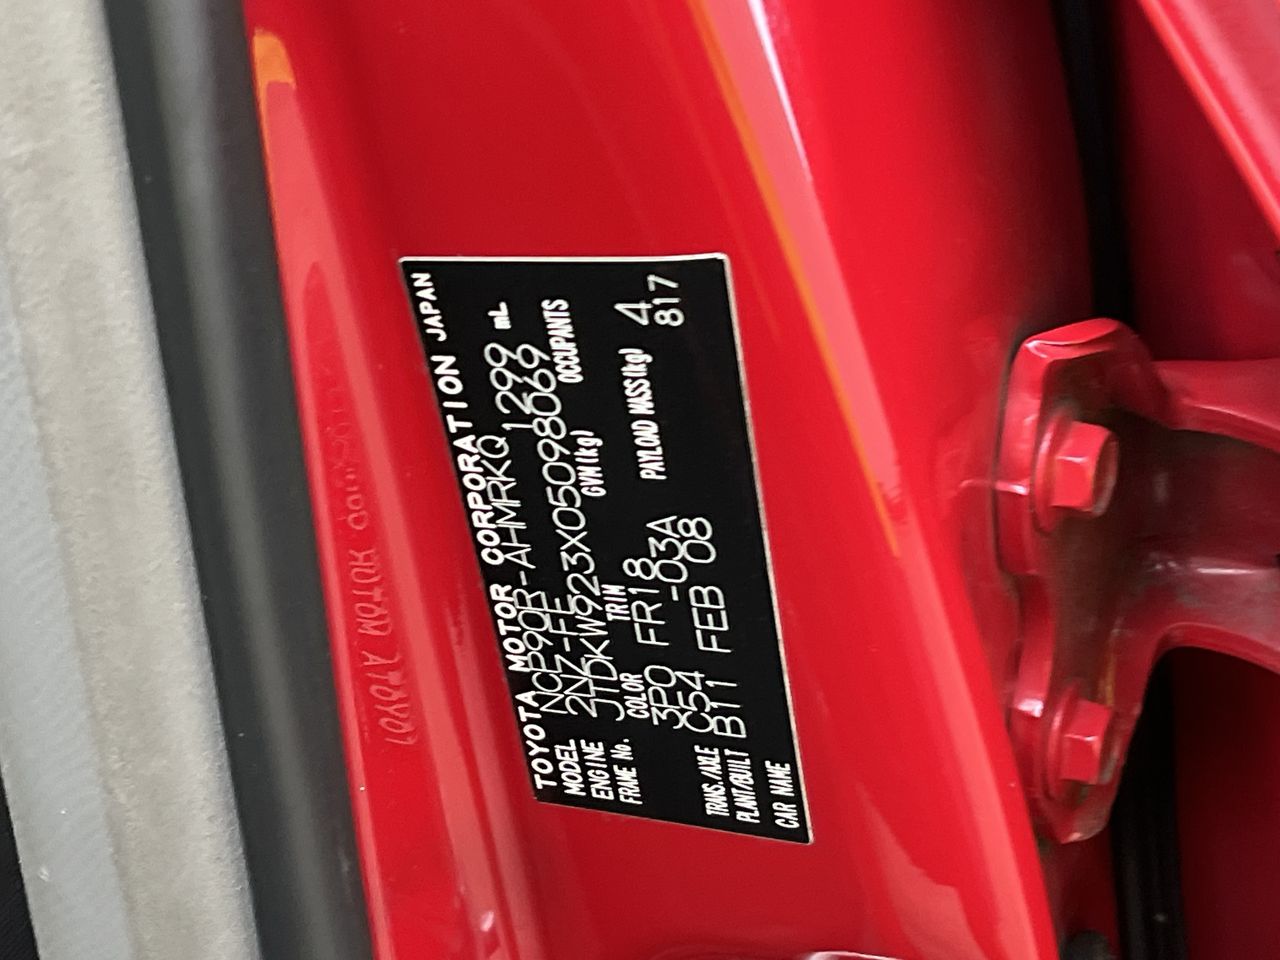 TOYOTA MOTOR CORPORATION JAPAN
MODEL NCP90R-AHMRKQ
ENGINE 2NZ-FE 1299 mL
FRAME No. JTDKW923X05098069
COLOR TRIM GVM(kg) OCCUPANTS
3P0 FR18 4
C54 -03A PAYLOAD MASS(kg) 817
TRANS./AXLE
PLANT/BUILT B11 FEB 08
CAR NAME
TOYOTA MOTOR